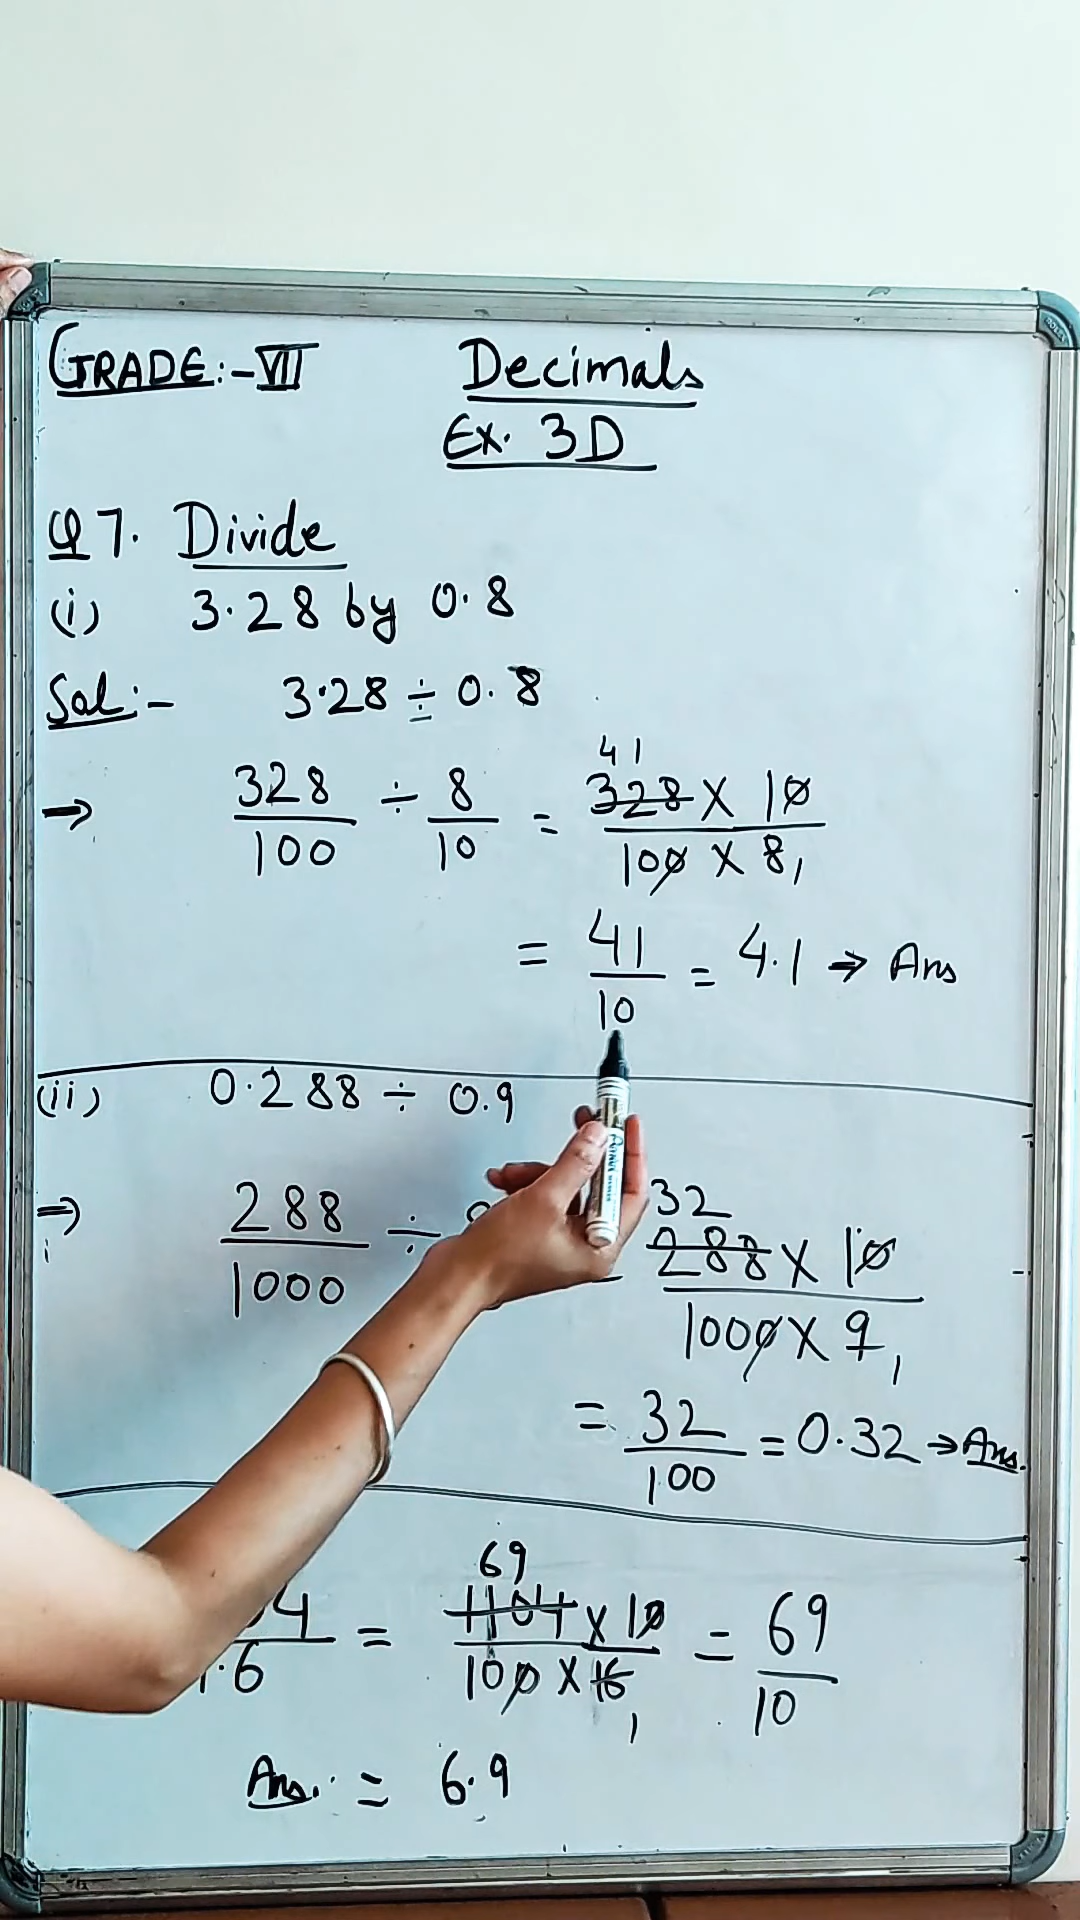 GRADE:- VII Decimals
Ex. 3D
Q7. Divide
(i) 3.28 by 0.8
Sol:- 3.28 ÷ 0.8
41
⇒ 328/100 ÷ 8/10 = 328 X 10/100 X 8,1
= 41/10 = 4.1 ⇒ Ans
(ii) 0.288 ÷ 0.9
32
⇒ 288/1000 ÷ = 288 X 10/1000 X 9,1
= 32/100 = 0.32 → Ans.
69
4/.6 = 1104 X 10/100 X 16,1 = 69/10
Ans. = 6.9